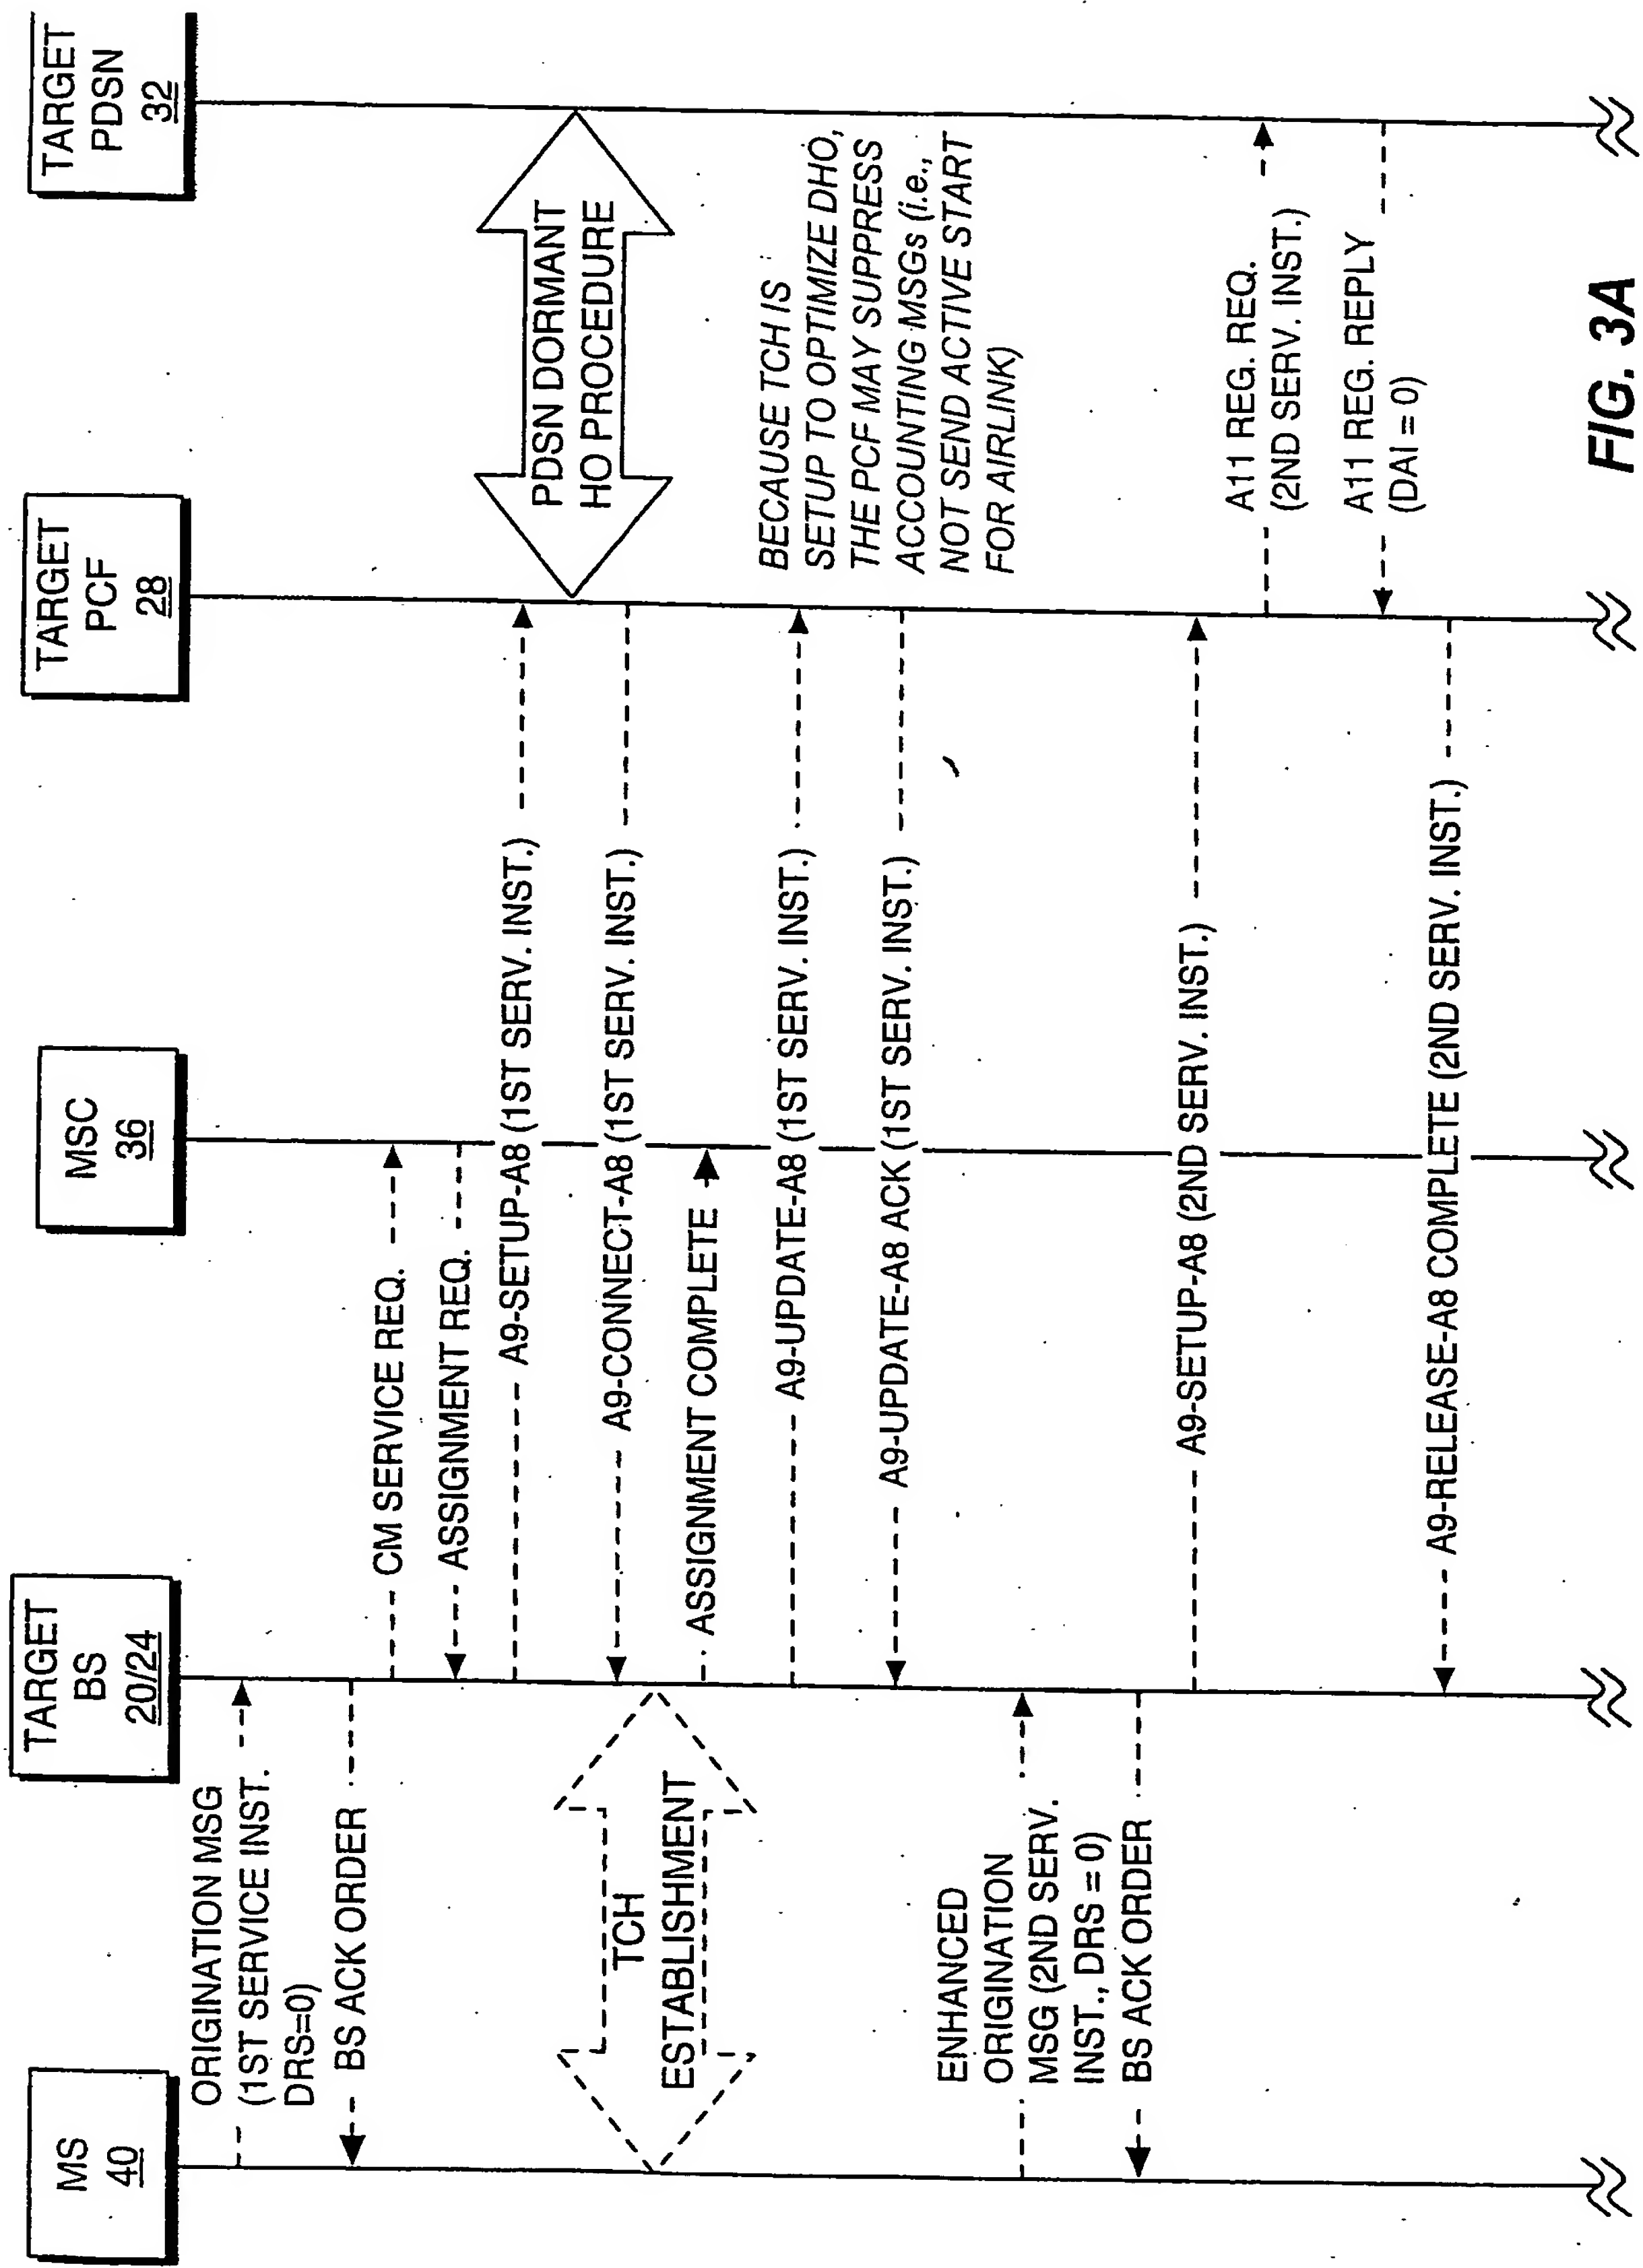 MS
40
TARGET
BS
20/24
MSC
36
TARGET
PCF
28
TARGET
PDSN
32
ORIGINATION MSG
(1ST SERVICE INST.
DRS=0)
BS ACK ORDER
CM SERVICE REQ.
ASSIGNMENT REQ.
A9-SETUP-A8 (1ST SERV. INST.)
PDSN DORMANT
HO PROCEDURE
A9-CONNECT-A8 (1ST SERV. INST.)
TCH
ESTABLISHMENT
ASSIGNMENT COMPLETE
A9-UPDATE-A8 (1ST SERV. INST.)
BECAUSE TCH IS
SETUP TO OPTIMIZE DHO,
THE PCF MAY SUPPRESS
ACCOUNTING MSGs (i.e.,
NOT SEND ACTIVE START
FOR AIRLINK)
A9-UPDATE-A8 ACK (1ST SERV. INST.)
ENHANCED
ORIGINATION
MSG (2ND SERV.
INST., DRS = 0)
BS ACK ORDER
A9-SETUP-A8 (2ND SERV. INST.)
A11 REG. REQ.
(2ND SERV. INST.)
A11 REG. REPLY
(DAI = 0)
A9-RELEASE-A8 COMPLETE (2ND SERV. INST.)
FIG. 3A